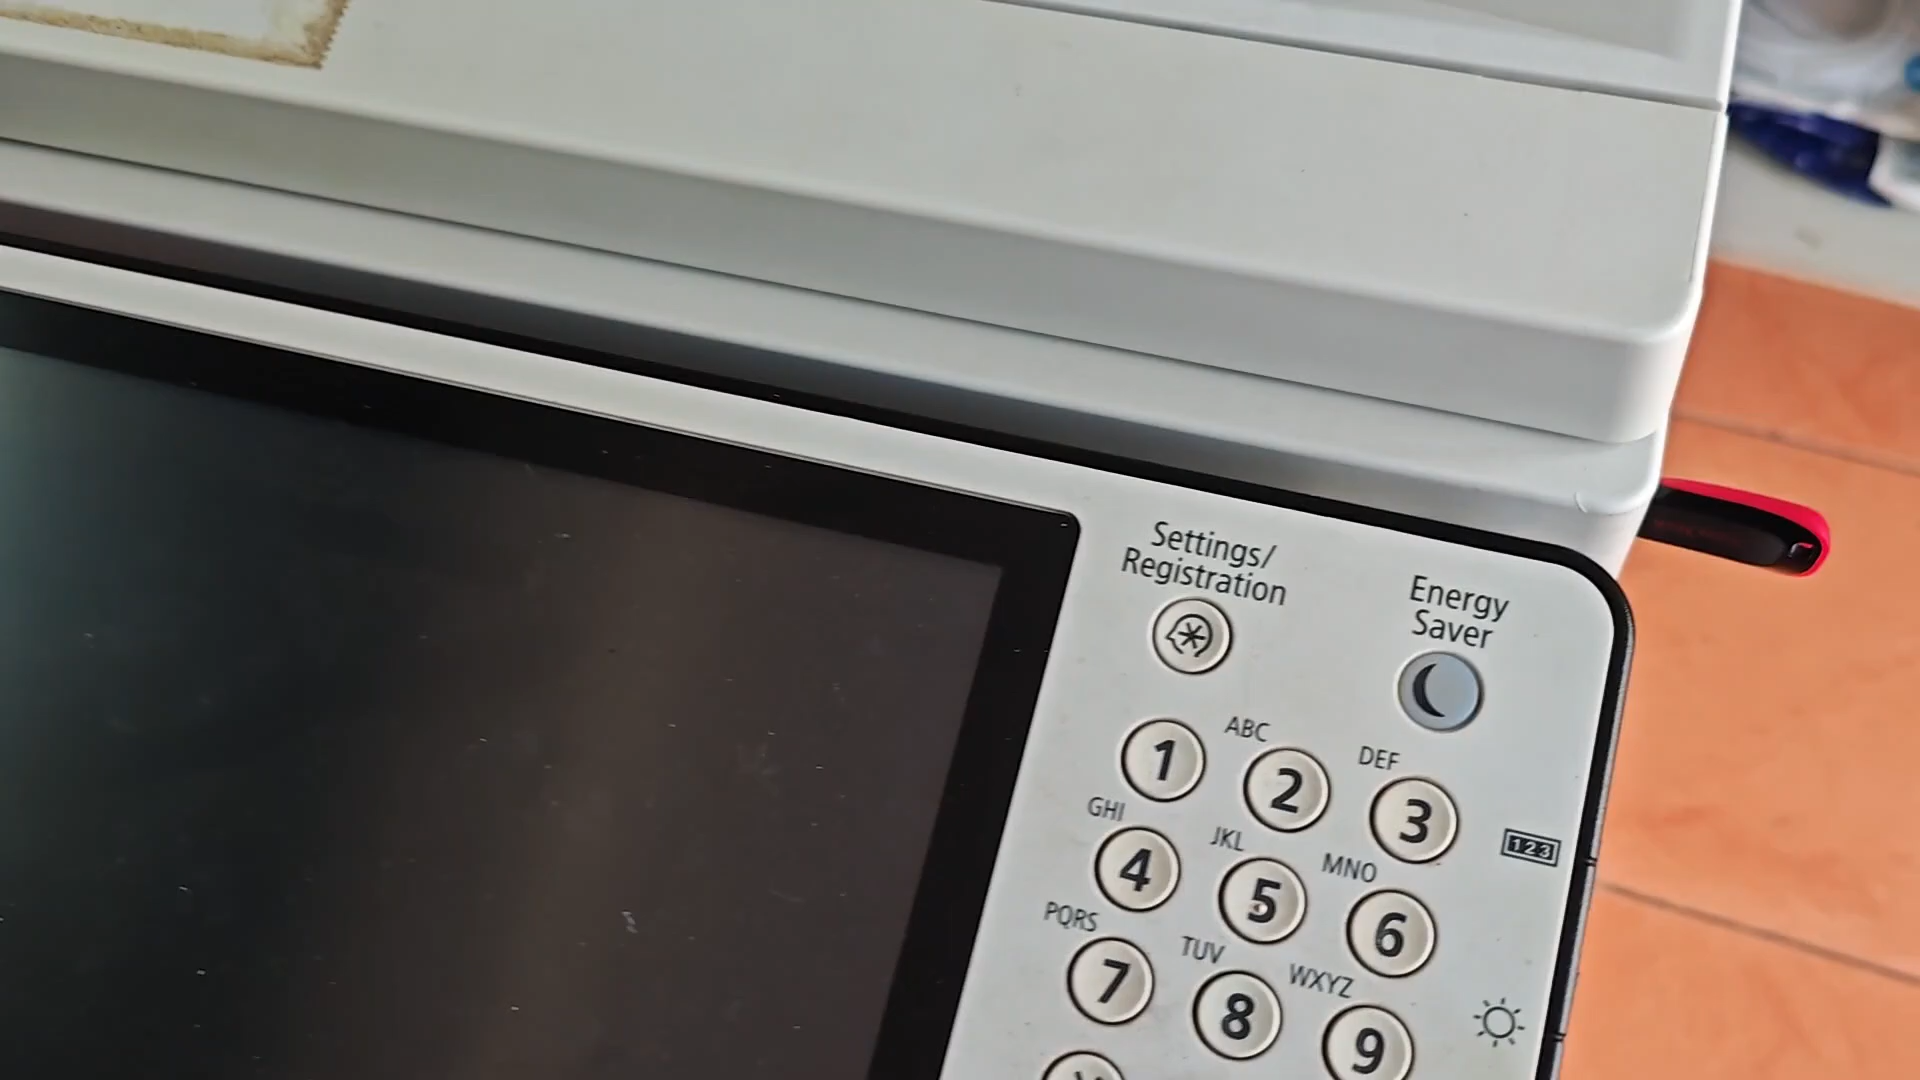 Settings/
Registration
Energy
Saver
1
ABC
2
DEF
3
GHI
4
JKL
5
MNO
6
123
PQRS
7
TUV
8
WXYZ
9